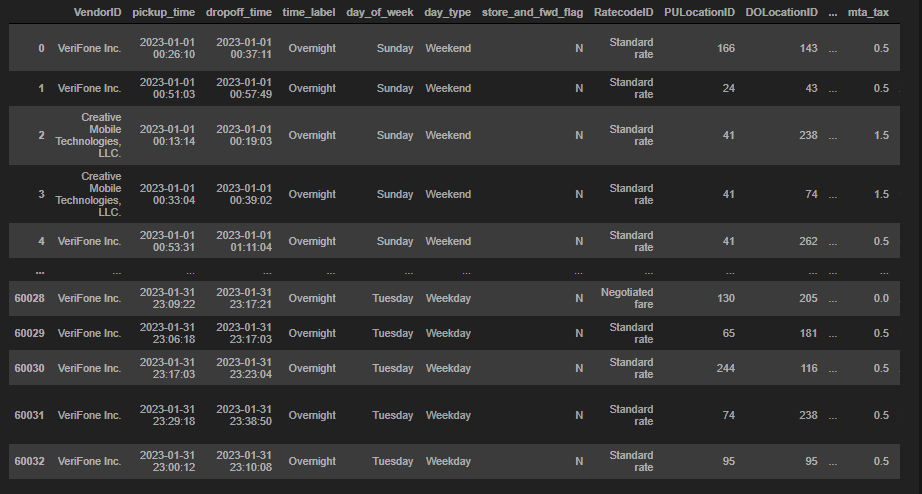 VendorID pickup_time dropoff_time time_label day_of_week day_type store_and_fwd_flag RatecodeID PULocationID DOLocationID ... mta_tax
0 VeriFone Inc. 2023-01-01 00:26:10 2023-01-01 00:37:11 Overnight Sunday Weekend N Standard rate 166 143 ... 0.5
1 VeriFone Inc. 2023-01-01 00:51:03 2023-01-01 00:57:49 Overnight Sunday Weekend N Standard rate 24 43 ... 0.5
2 Creative Mobile Technologies, LLC. 2023-01-01 00:13:14 2023-01-01 00:19:03 Overnight Sunday Weekend N Standard rate 41 238 ... 1.5
3 Creative Mobile Technologies, LLC. 2023-01-01 00:33:04 2023-01-01 00:39:02 Overnight Sunday Weekend N Standard rate 41 74 ... 1.5
4 VeriFone Inc. 2023-01-01 00:53:31 2023-01-01 01:11:04 Overnight Sunday Weekend N Standard rate 41 262 ... 0.5
... ... ... ... ... ... ... ... ... ... ... ... ...
60028 VeriFone Inc. 2023-01-31 23:09:22 2023-01-31 23:17:21 Overnight Tuesday Weekday N Negotiated fare 130 205 ... 0.0
60029 VeriFone Inc. 2023-01-31 23:06:18 2023-01-31 23:17:03 Overnight Tuesday Weekday N Standard rate 65 181 ... 0.5
60030 VeriFone Inc. 2023-01-31 23:17:03 2023-01-31 23:23:04 Overnight Tuesday Weekday N Standard rate 244 116 ... 0.5
60031 VeriFone Inc. 2023-01-31 23:29:18 2023-01-31 23:38:50 Overnight Tuesday Weekday N Standard rate 74 238 ... 0.5
60032 VeriFone Inc. 2023-01-31 23:00:12 2023-01-31 23:10:08 Overnight Tuesday Weekday N Standard rate 95 95 ... 0.5